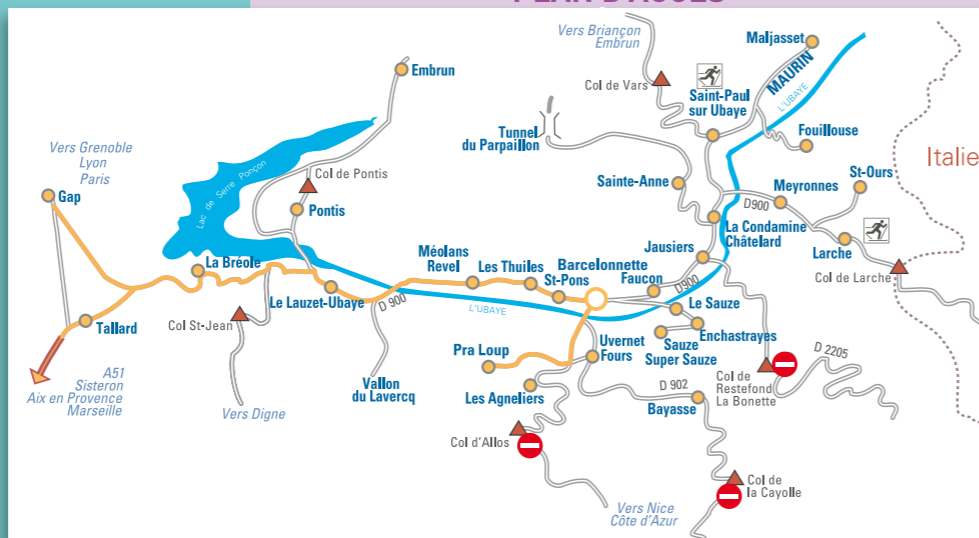 PLAN D'ACCÈS
Vers Briançon
Embrun
Maljasset
MAURIN
L'UBAYE
Col de Vars
Saint-Paul
sur Ubaye
Embrun
Tunnel
du Parpaillon
Fouillouse
Vers Grenoble
Lyon
Paris
Italie
Gap
Lac de Serre Ponçon
Col de Pontis
Sainte-Anne
Meyronnes
St-Ours
D900
Pontis
La Condamine
Châtelard
Larche
Col de Larche
Jausiers
La Bréole
Méolans
Revel
Les Thuiles
St-Pons
Barcelonnette
Faucon
D900
Le Lauzet-Ubaye
D 900
L'UBAYE
Le Sauze
Enchastrayes
Sauze
Super Sauze
Tallard
Col St-Jean
Pra Loup
Uvernet
Fours
D 2205
Col de
Restefond
La Bonette
A51
Sisteron
Aix en Provence
Marseille
Vers Digne
Vallon
du Lavercq
Les Agneliers
D 902
Bayasse
Col d'Allos
Col de
la Cayolle
Vers Nice
Côte d'Azur